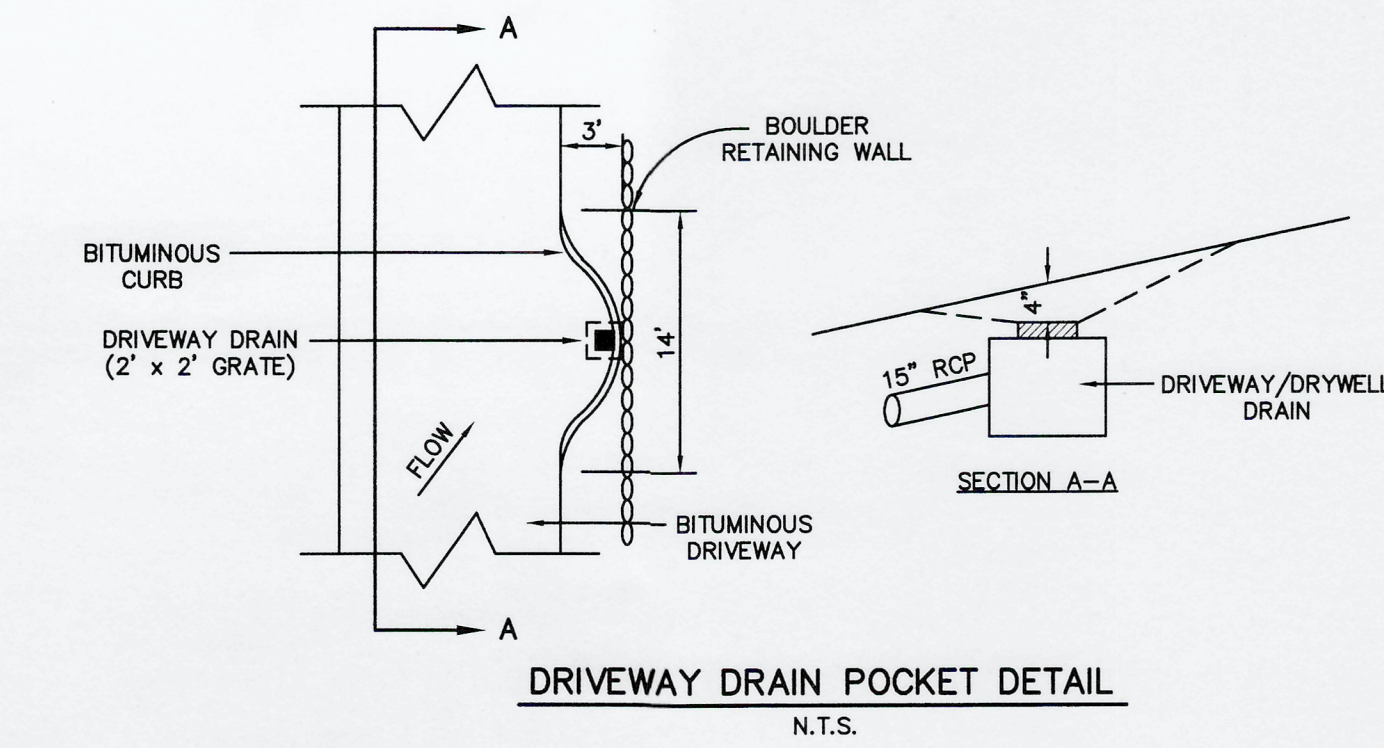 A
3'
BOULDER
RETAINING WALL
BITUMINOUS
CURB
DRIVEWAY DRAIN
(2' x 2' GRATE)
14'
4"
15" RCP
DRIVEWAY/DRYWELL
DRAIN
FLOW
SECTION A-A
BITUMINOUS
DRIVEWAY
A
DRIVEWAY DRAIN POCKET DETAIL
N.T.S.